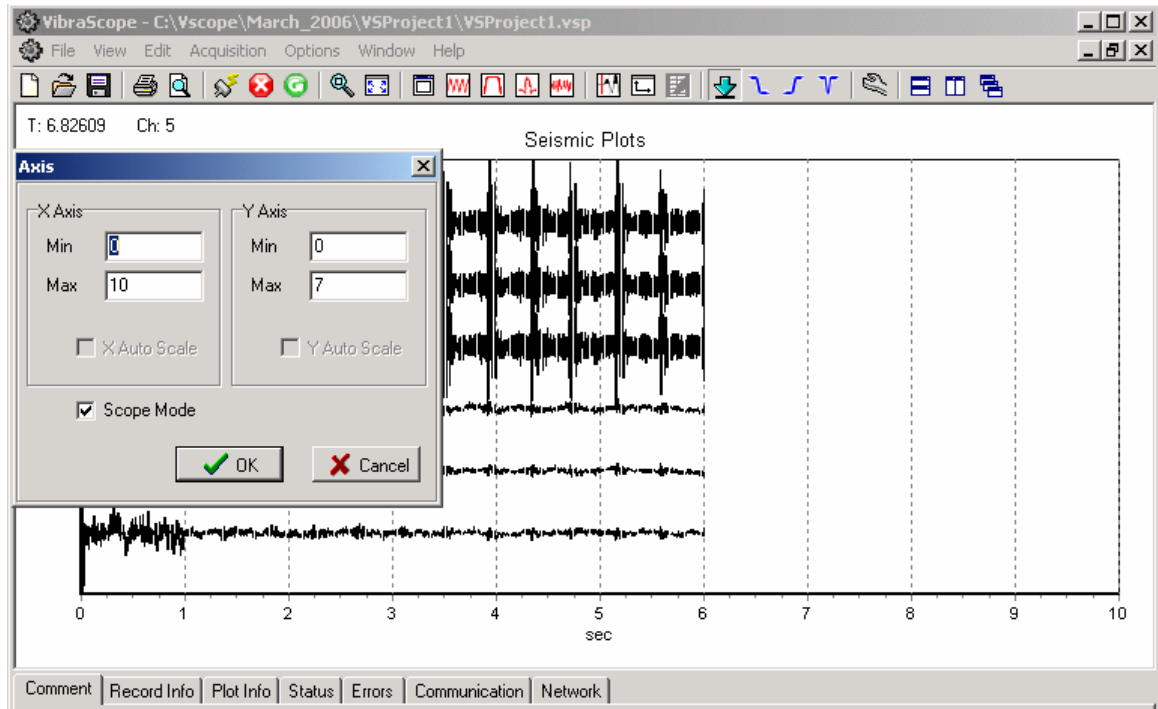 VibraScope - C:\Vscope\March_2006\VSProject1\VSProject1.vsp
File View Edit Acquisition Options Window Help
T: 6.82609 Ch: 5
Seismic Plots
Axis
X Axis
Y Axis
Min 0
Min 0
Max 10
Max 7
X Auto Scale
Y Auto Scale
Scope Mode
OK
Cancel
0 1 2 3 4 5 6 7 8 9 10
sec
Comment Record Info Plot Info Status Errors Communication Network